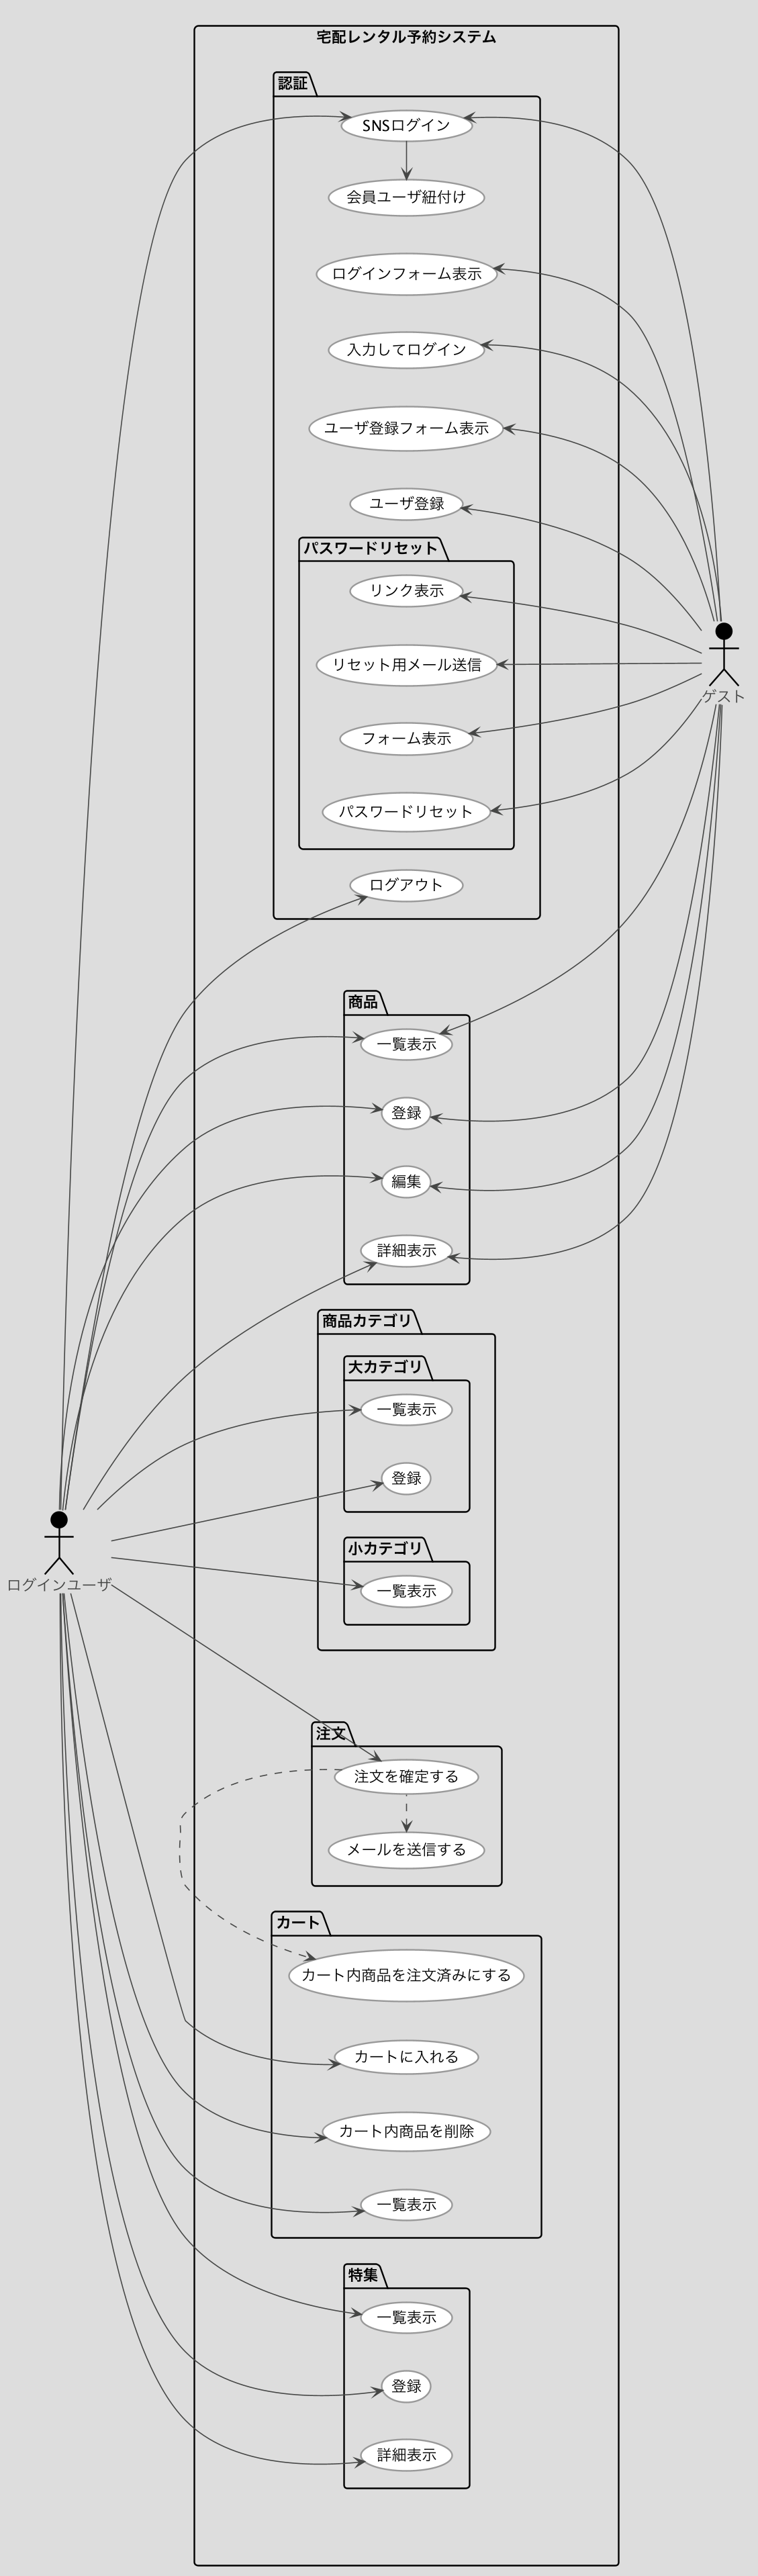 宅配レンタル予約システム
認証
SNSログイン
会員ユーザ紐付け
ログインフォーム表示
入力してログイン
ユーザ登録フォーム表示
ユーザ登録
パスワードリセット
リンク表示
リセット用メール送信
フォーム表示
パスワードリセット
ゲスト
ログアウト
商品
一覧表示
登録
編集
詳細表示
商品カテゴリ
大カテゴリ
一覧表示
登録
小カテゴリ
一覧表示
ログインユーザ
注文
注文を確定する
メールを送信する
カート
カート内商品を注文済みにする
カートに入れる
カート内商品を削除
一覧表示
特集
一覧表示
登録
詳細表示